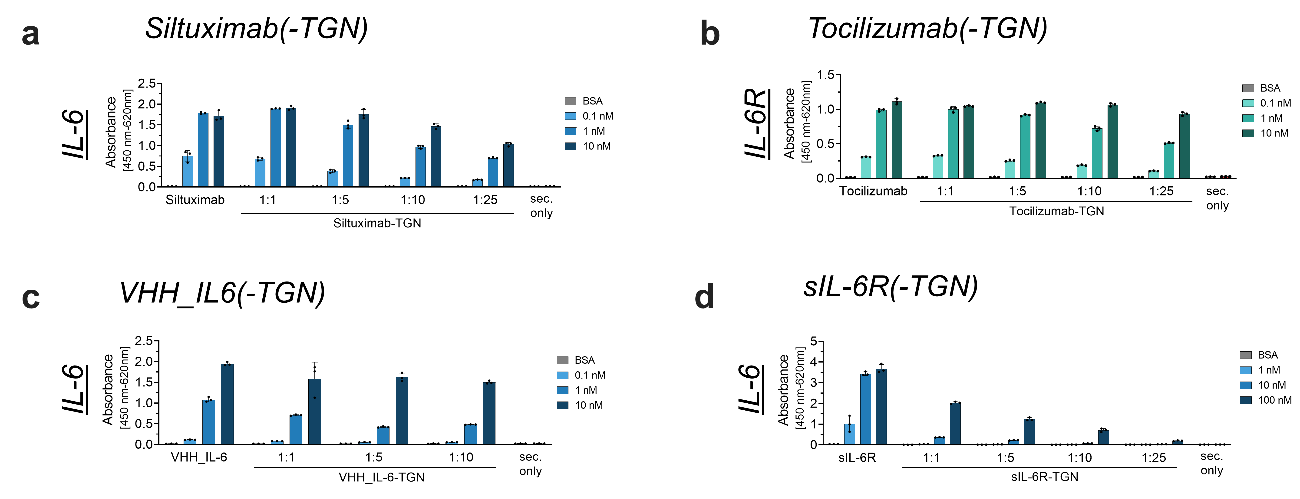 a
Siltuximab(-TGN)
IL-6
Absorbance
[450 nm-620nm]
2.5
2.0
1.5
1.0
0.5
0.0
Siltuximab
1:1
1:5
1:10
1:25
sec.
only
Siltuximab-TGN
BSA
0.1 nM
1 nM
10 nM
b
Tocilizumab(-TGN)
IL-6R
Absorbance
[450 nm-620nm]
1.5
1.0
0.5
0.0
Tocilizumab
1:1
1:5
1:10
1:25
sec.
only
Tocilizumab-TGN
BSA
0.1 nM
1 nM
10 nM
c
VHH_IL6(-TGN)
IL-6
Absorbance
[450 nm-620nm]
2.5
2.0
1.5
1.0
0.5
0.0
VHH_IL-6
1:1
1:5
1:10
sec.
only
VHH_IL-6-TGN
BSA
0.1 nM
1 nM
10 nM
d
sIL-6R(-TGN)
IL-6
Absorbance
[450 nm-620nm]
5
4
3
2
1
0
sIL-6R
1:1
1:5
1:10
1:25
sec.
only
sIL-6R-TGN
BSA
1 nM
10 nM
100 nM